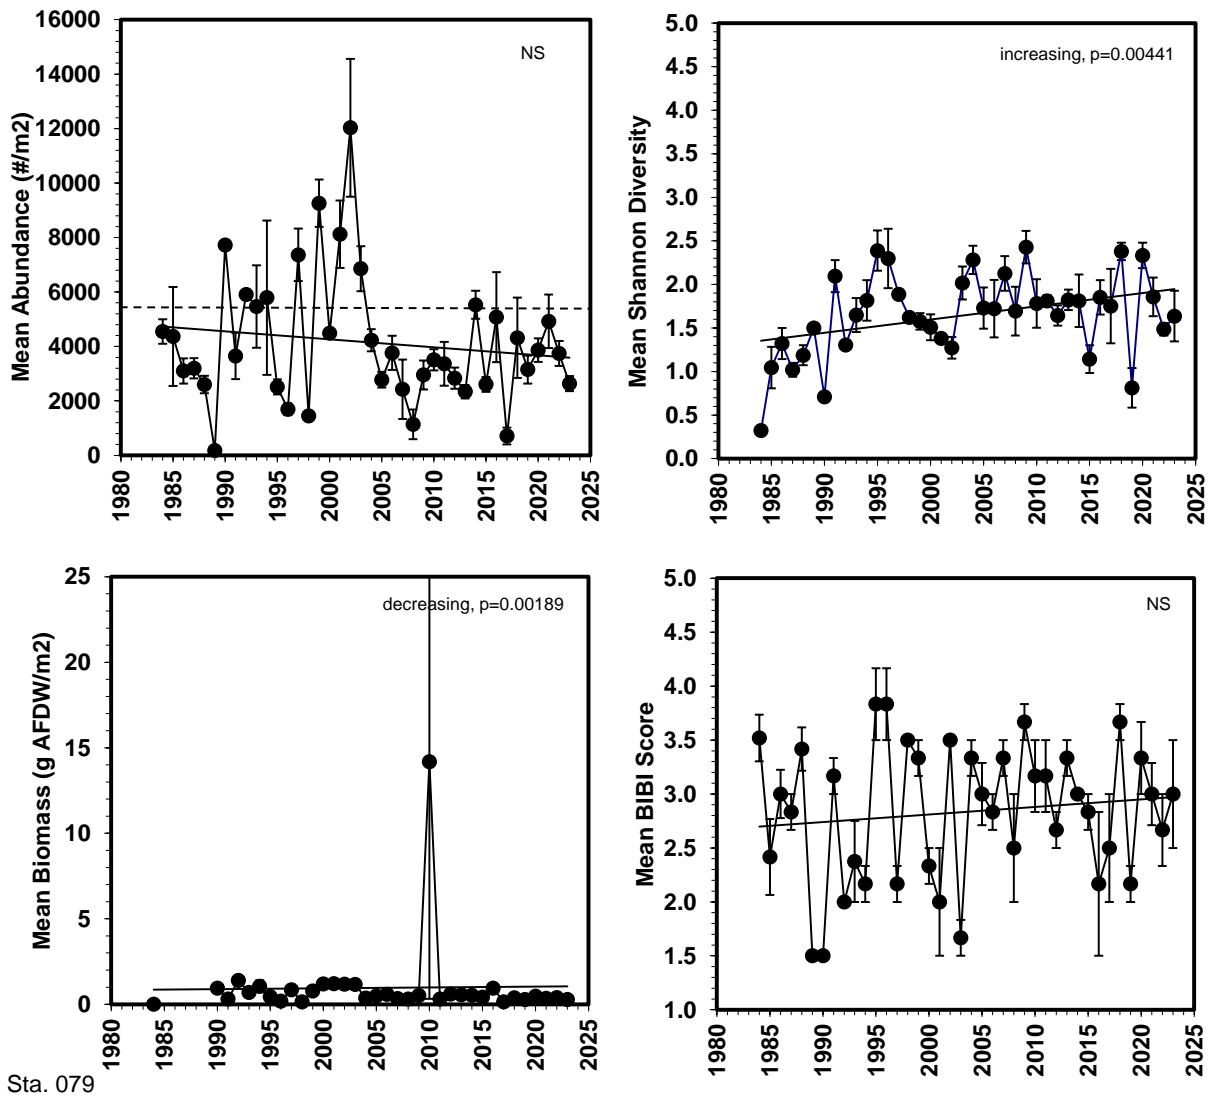 16000
14000
12000
10000
8000
6000
4000
2000
0
Mean Abundance (#/m2)
NS
1980 1985 1990 1995 2000 2005 2010 2015 2020 2025
5.0
4.5
4.0
3.5
3.0
2.5
2.0
1.5
1.0
0.5
0.0
Mean Shannon Diversity
increasing, p=0.00441
1980 1985 1990 1995 2000 2005 2010 2015 2020 2025
25
20
15
10
5
0
Mean Biomass (g AFDW/m2)
decreasing, p=0.00189
1980 1985 1990 1995 2000 2005 2010 2015 2020 2025
5.0
4.5
4.0
3.5
3.0
2.5
2.0
1.5
1.0
Mean BIBI Score
NS
1980 1985 1990 1995 2000 2005 2010 2015 2020 2025
Sta. 079